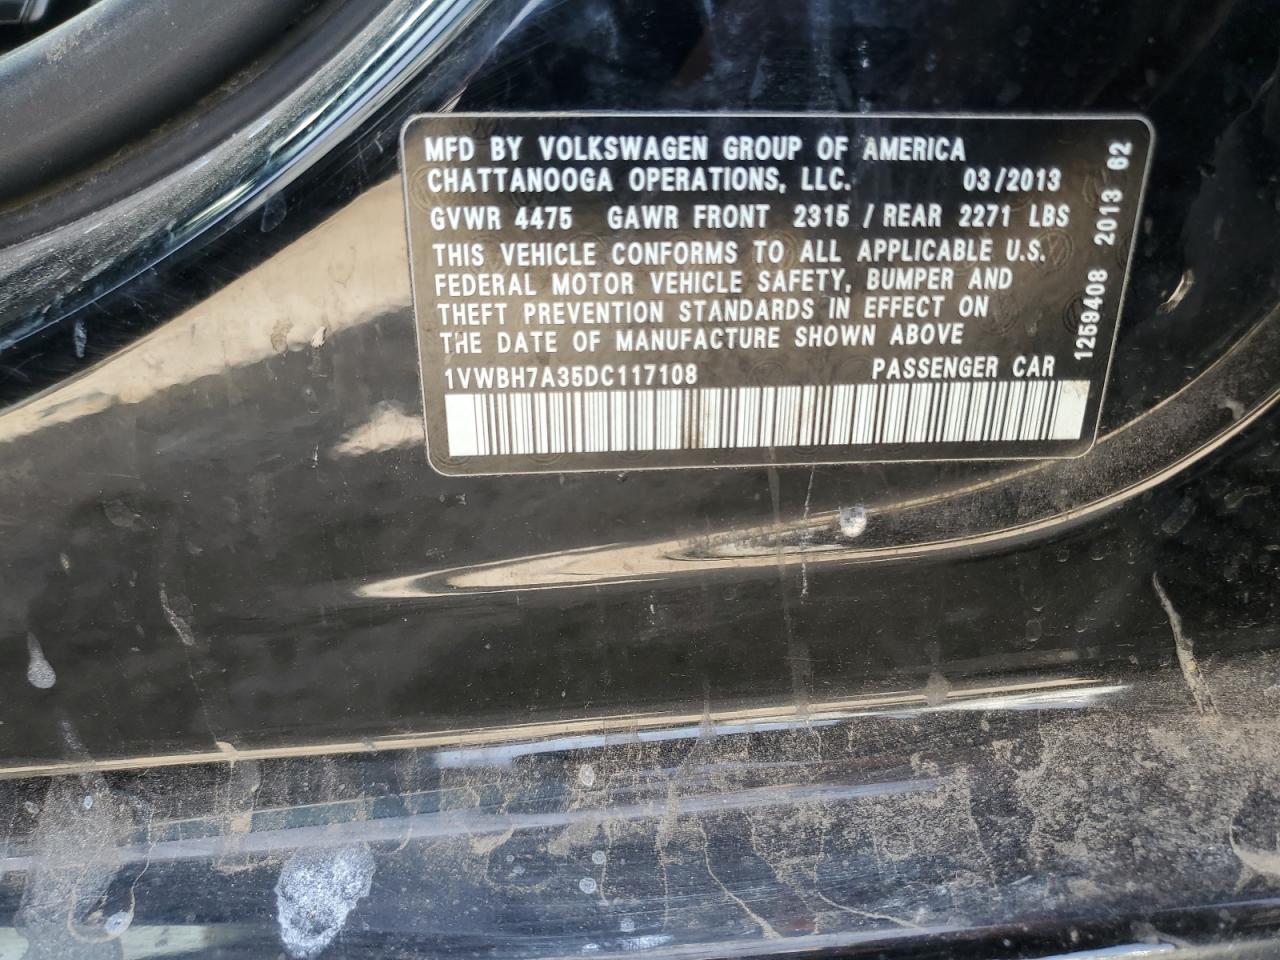 MFD BY VOLKSWAGEN GROUP OF AMERICA
CHATTANOOGA OPERATIONS, LLC. 03/2013
GVWR 4475 GAWR FRONT 2315 / REAR 2271 LBS
THIS VEHICLE CONFORMS TO ALL APPLICABLE U.S.
FEDERAL MOTOR VEHICLE SAFETY, BUMPER AND
THEFT PREVENTION STANDARDS IN EFFECT ON
THE DATE OF MANUFACTURE SHOWN ABOVE
1VWBH7A35DC117108 PASSENGER CAR
1259408 2013 62